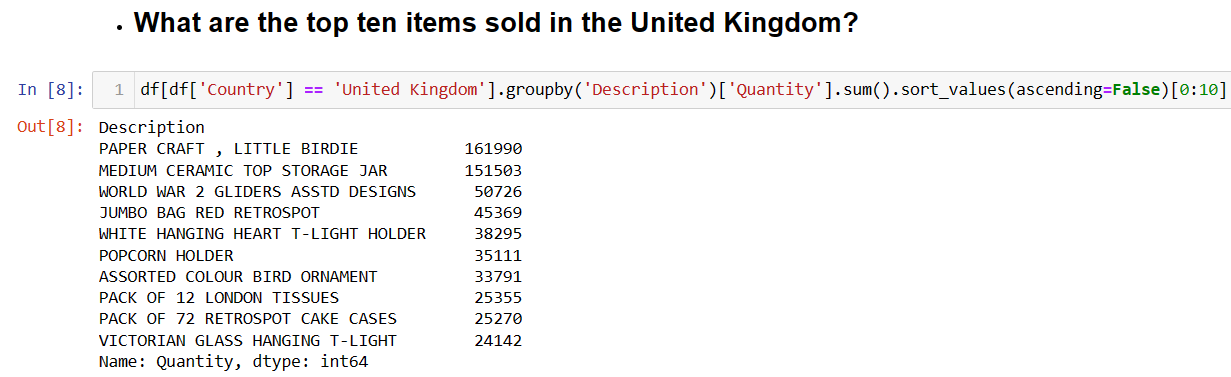 • What are the top ten items sold in the United Kingdom?
In [8]: 1 df[df['Country'] == 'United Kingdom'].groupby('Description')['Quantity'].sum().sort_values(ascending=False)[0:10]
Out[8]: Description
PAPER CRAFT , LITTLE BIRDIE 161990
MEDIUM CERAMIC TOP STORAGE JAR 151503
WORLD WAR 2 GLIDERS ASSTD DESIGNS 50726
JUMBO BAG RED RETROSPOT 45369
WHITE HANGING HEART T-LIGHT HOLDER 38295
POPCORN HOLDER 35111
ASSORTED COLOUR BIRD ORNAMENT 33791
PACK OF 12 LONDON TISSUES 25355
PACK OF 72 RETROSPOT CAKE CASES 25270
VICTORIAN GLASS HANGING T-LIGHT 24142
Name: Quantity, dtype: int64